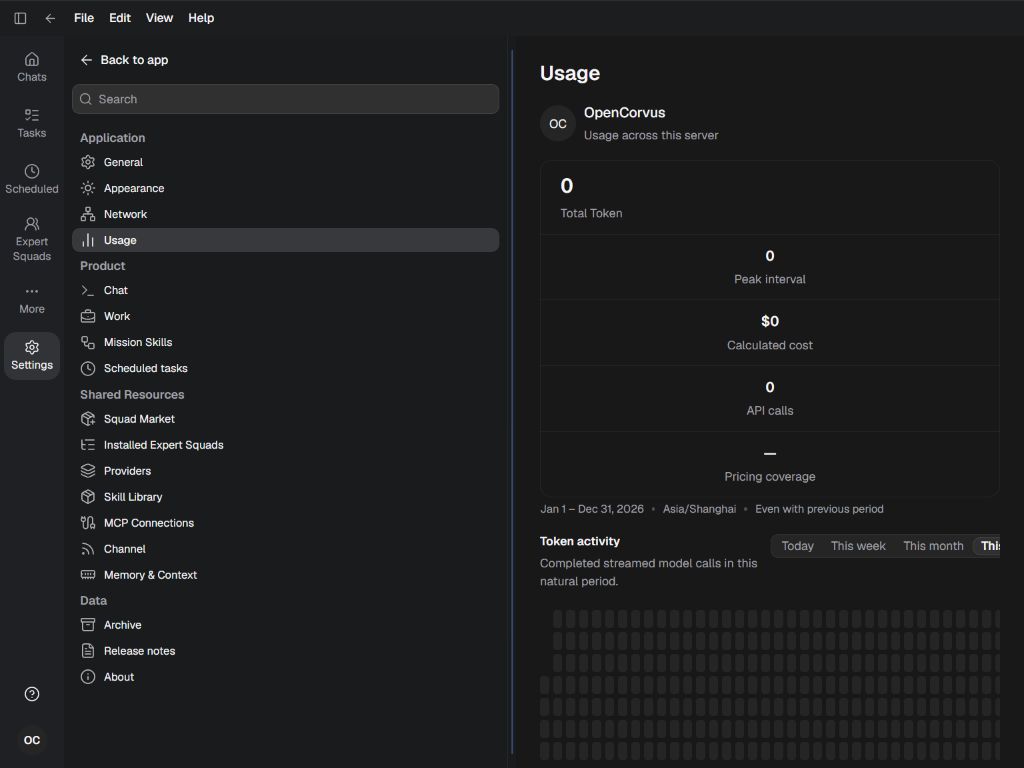 File Edit View Help
Chats
Tasks
Scheduled
Expert
Squads
More
Settings
OC
Back to app
Search
Application
General
Appearance
Network
Usage
Product
Chat
Work
Mission Skills
Scheduled tasks
Shared Resources
Squad Market
Installed Expert Squads
Providers
Skill Library
MCP Connections
Channel
Memory & Context
Data
Archive
Release notes
About
Usage
OC
OpenCorvus
Usage across this server
0
Total Token
0
Peak interval
$0
Calculated cost
0
API calls
—
Pricing coverage
Jan 1 – Dec 31, 2026 • Asia/Shanghai • Even with previous period
Token activity
Completed streamed model calls in this
natural period.
Today This week This month This